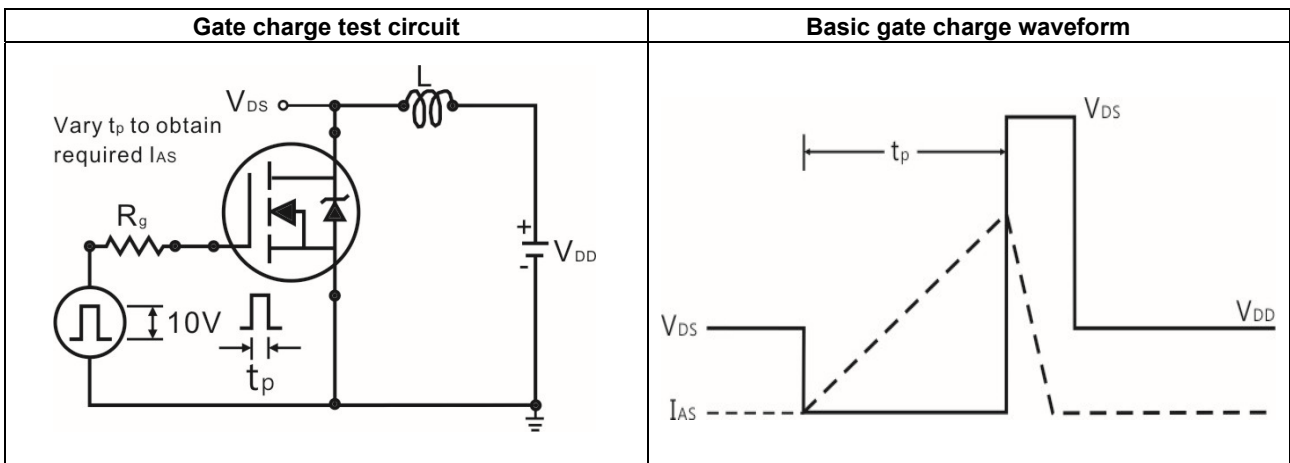 Gate charge test circuit
Basic gate charge waveform
Vary tp to obtain
required IAS
VDS
L
Rg
10V
tp
+
-
VDD
VDS
tp
VDS
VDD
IAS